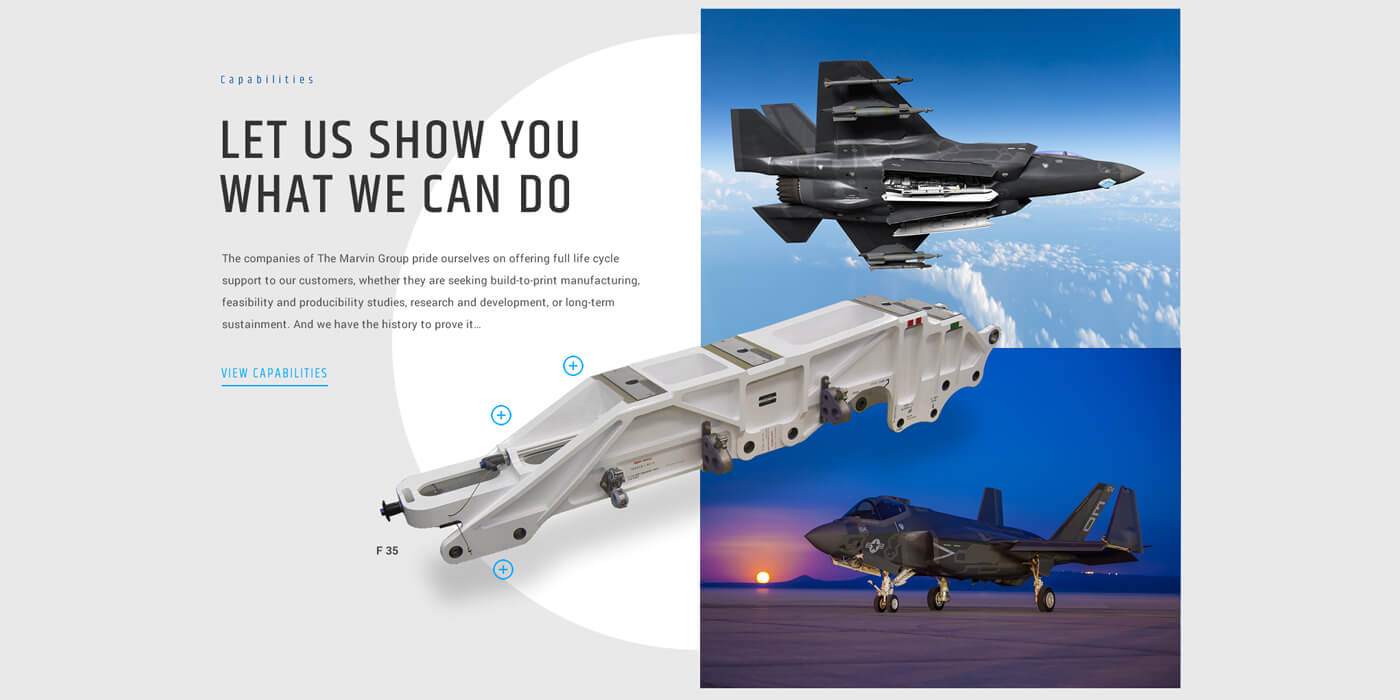 Capabilities
LET US SHOW YOU
WHAT WE CAN DO
The companies of The Marvin Group pride ourselves on offering full life cycle
support to our customers, whether they are seeking build-to-print manufacturing,
feasibility and producibility studies, research and development, or long-term
sustainment. And we have the history to prove it…
VIEW CAPABILITIES
F 35